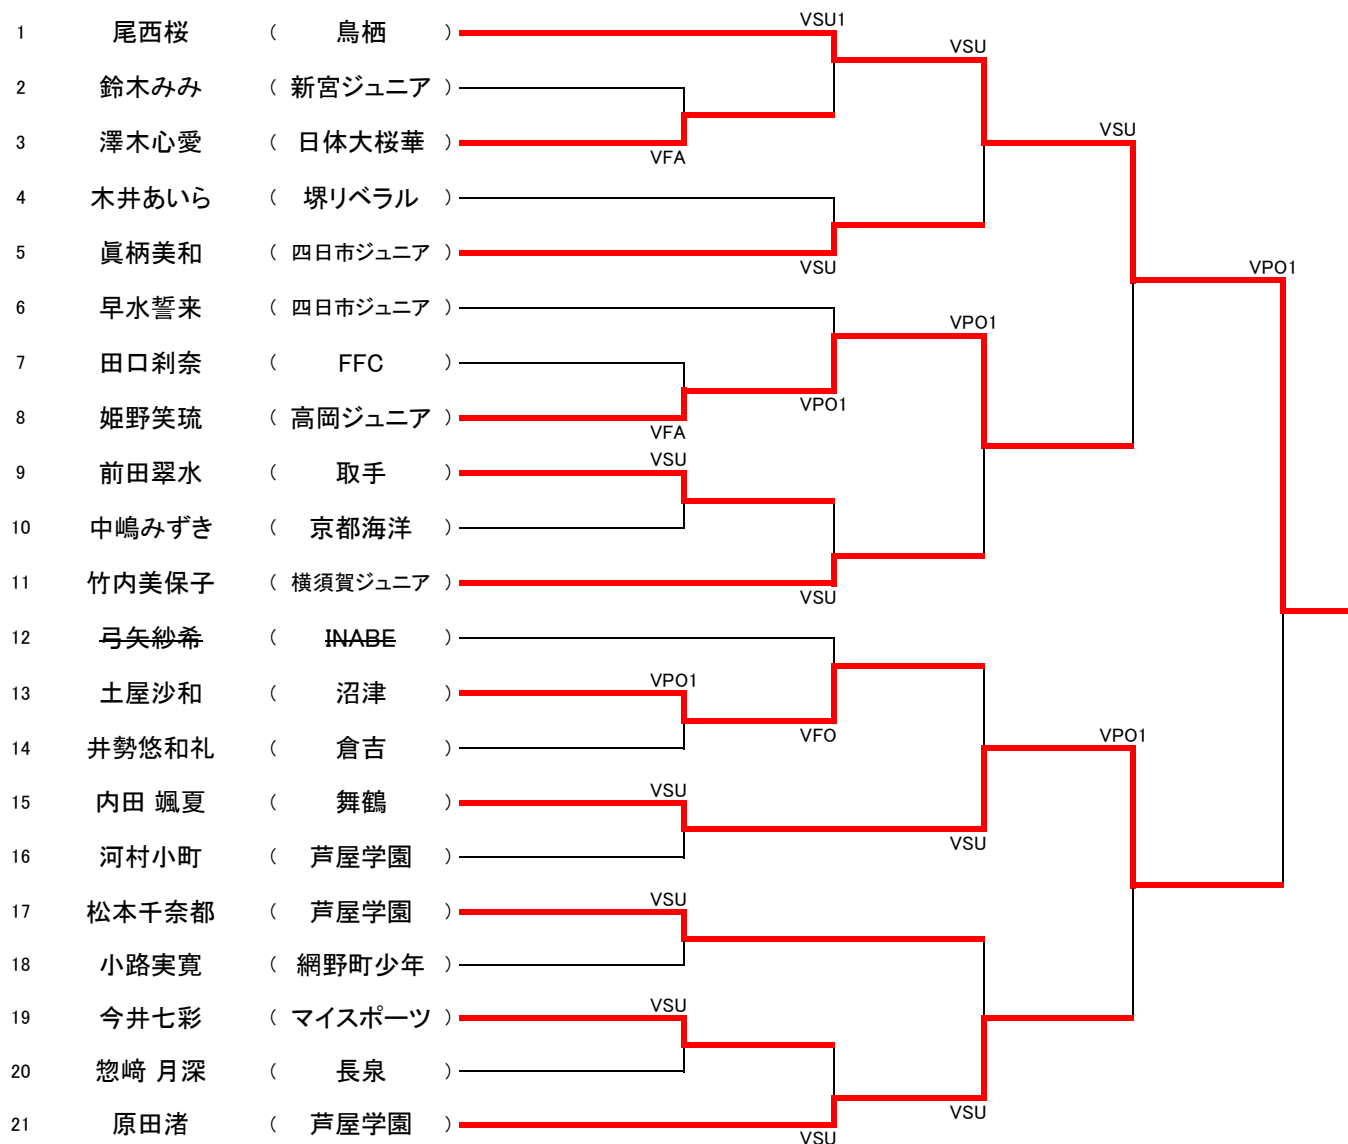 1 尾西桜 ( 鳥栖 ) VSU1
VSU
2 鈴木みみ ( 新宮ジュニア )
3 澤木心愛 ( 日体大桜華 ) VSU
VFA
4 木井あいら ( 堺リベラル )
5 眞柄美和 ( 四日市ジュニア )
VSU VPO1
6 早水誓来 ( 四日市ジュニア )
VPO1
7 田口刹奈 ( FFC )
VPO1
8 姫野笑琉 ( 高岡ジュニア )
VFA
VSU
9 前田翠水 ( 取手 )
10 中嶋みずき ( 京都海洋 )
11 竹内美保子 ( 横須賀ジュニア )
VSU
12 弓矢紗希 ( INABE )
VPO1
13 土屋沙和 ( 沼津 )
VFO VPO1
14 井勢悠和礼 ( 倉吉 )
VSU
15 内田 颯夏 ( 舞鶴 )
VSU
16 河村小町 ( 芦屋学園 )
VSU
17 松本千奈都 ( 芦屋学園 )
18 小路実寛 ( 網野町少年 )
VSU
19 今井七彩 ( マイスポーツ )
20 惣﨑 月深 ( 長泉 )
VSU
21 原田渚 ( 芦屋学園 )
VSU